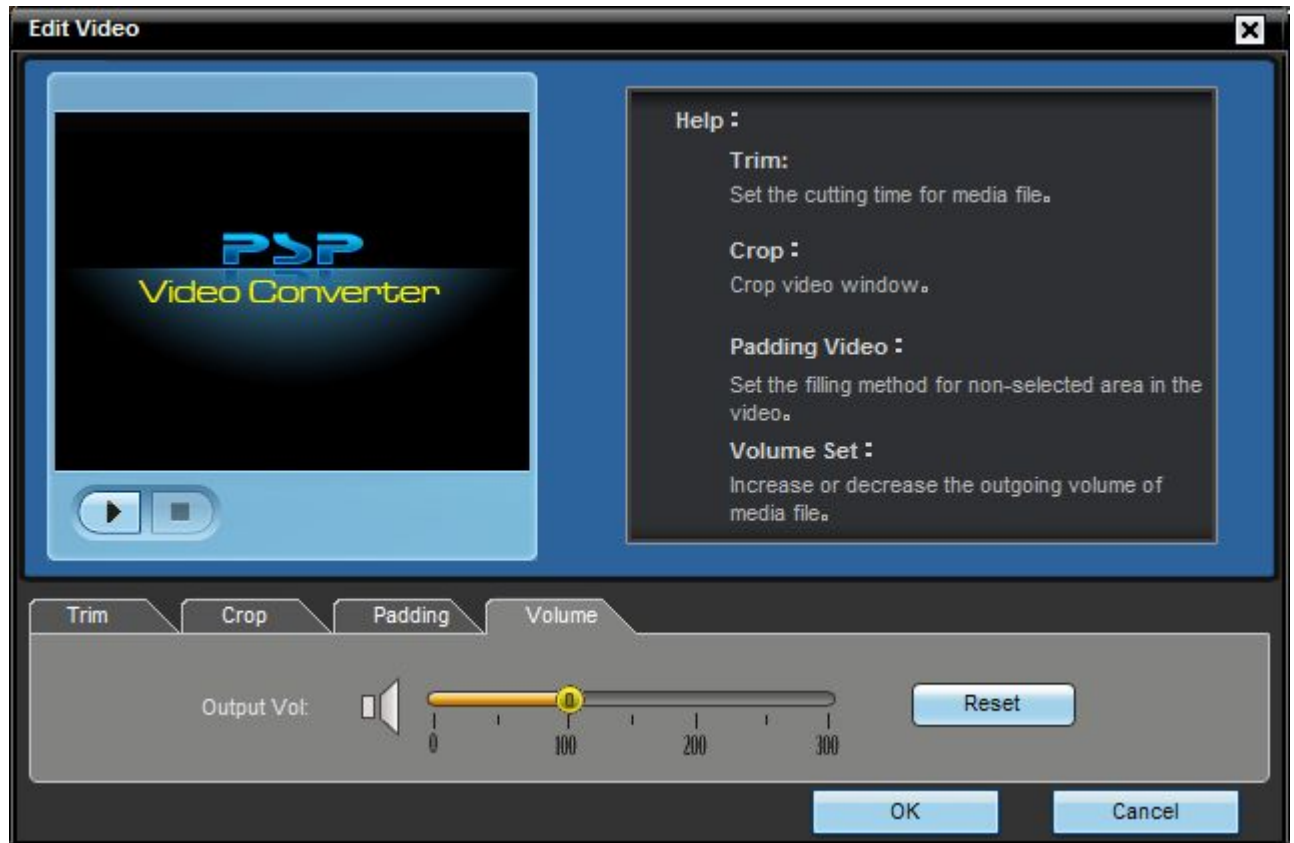 Edit Video
PSP
Video Converter
Help：
Trim:
Set the cutting time for media file。
Crop：
Crop video window。
Padding Video：
Set the filling method for non-selected area in the
video。
Volume Set：
Increase or decrease the outgoing volume of
media file。
Trim Crop Padding Volume
Output Vol: Reset
0 100 200 300
OK Cancel